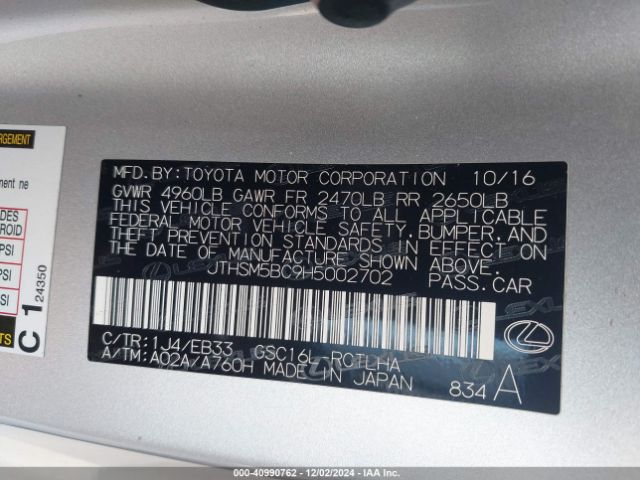 RGEMENT
ment ne
DES
ROID
PSI
PSI
SI
TS
C 1 24350
MFD.BY:TOYOTA MOTOR CORPORATION 10/16
GVWR 4960LB GAWR FR 2470LB RR 2650LB
THIS VEHICLE CONFORMS TO ALL APPLICABLE
FEDERAL MOTOR VEHICLE SAFETY,BUMPER,AND
THEFT PREVENTION STANDARDS IN EFFECT ON
THE DATE OF MANUFACTURE SHOWN ABOVE.
JTHSM5BC9H5002702 PASS.CAR
C/TR:1J4/EB33 GSC16L-RCTLHA
A/TM:A02A/A760H MADE IN JAPAN 834 A
000-40990762 - 12/02/2024 - IAA Inc.